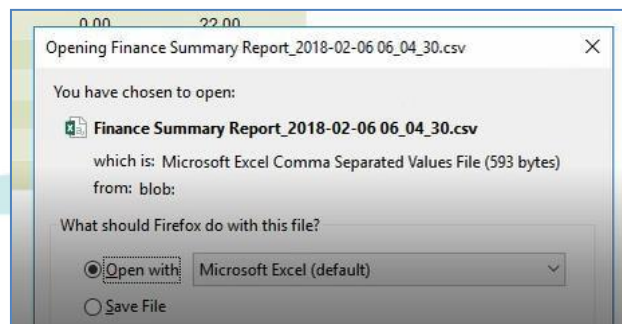 0.00 22.00
Opening Finance Summary Report_2018-02-06 06_04_30.csv
You have chosen to open:
Finance Summary Report_2018-02-06 06_04_30.csv
which is: Microsoft Excel Comma Separated Values File (593 bytes)
from: blob:
What should Firefox do with this file?
Open with Microsoft Excel (default)
Save File